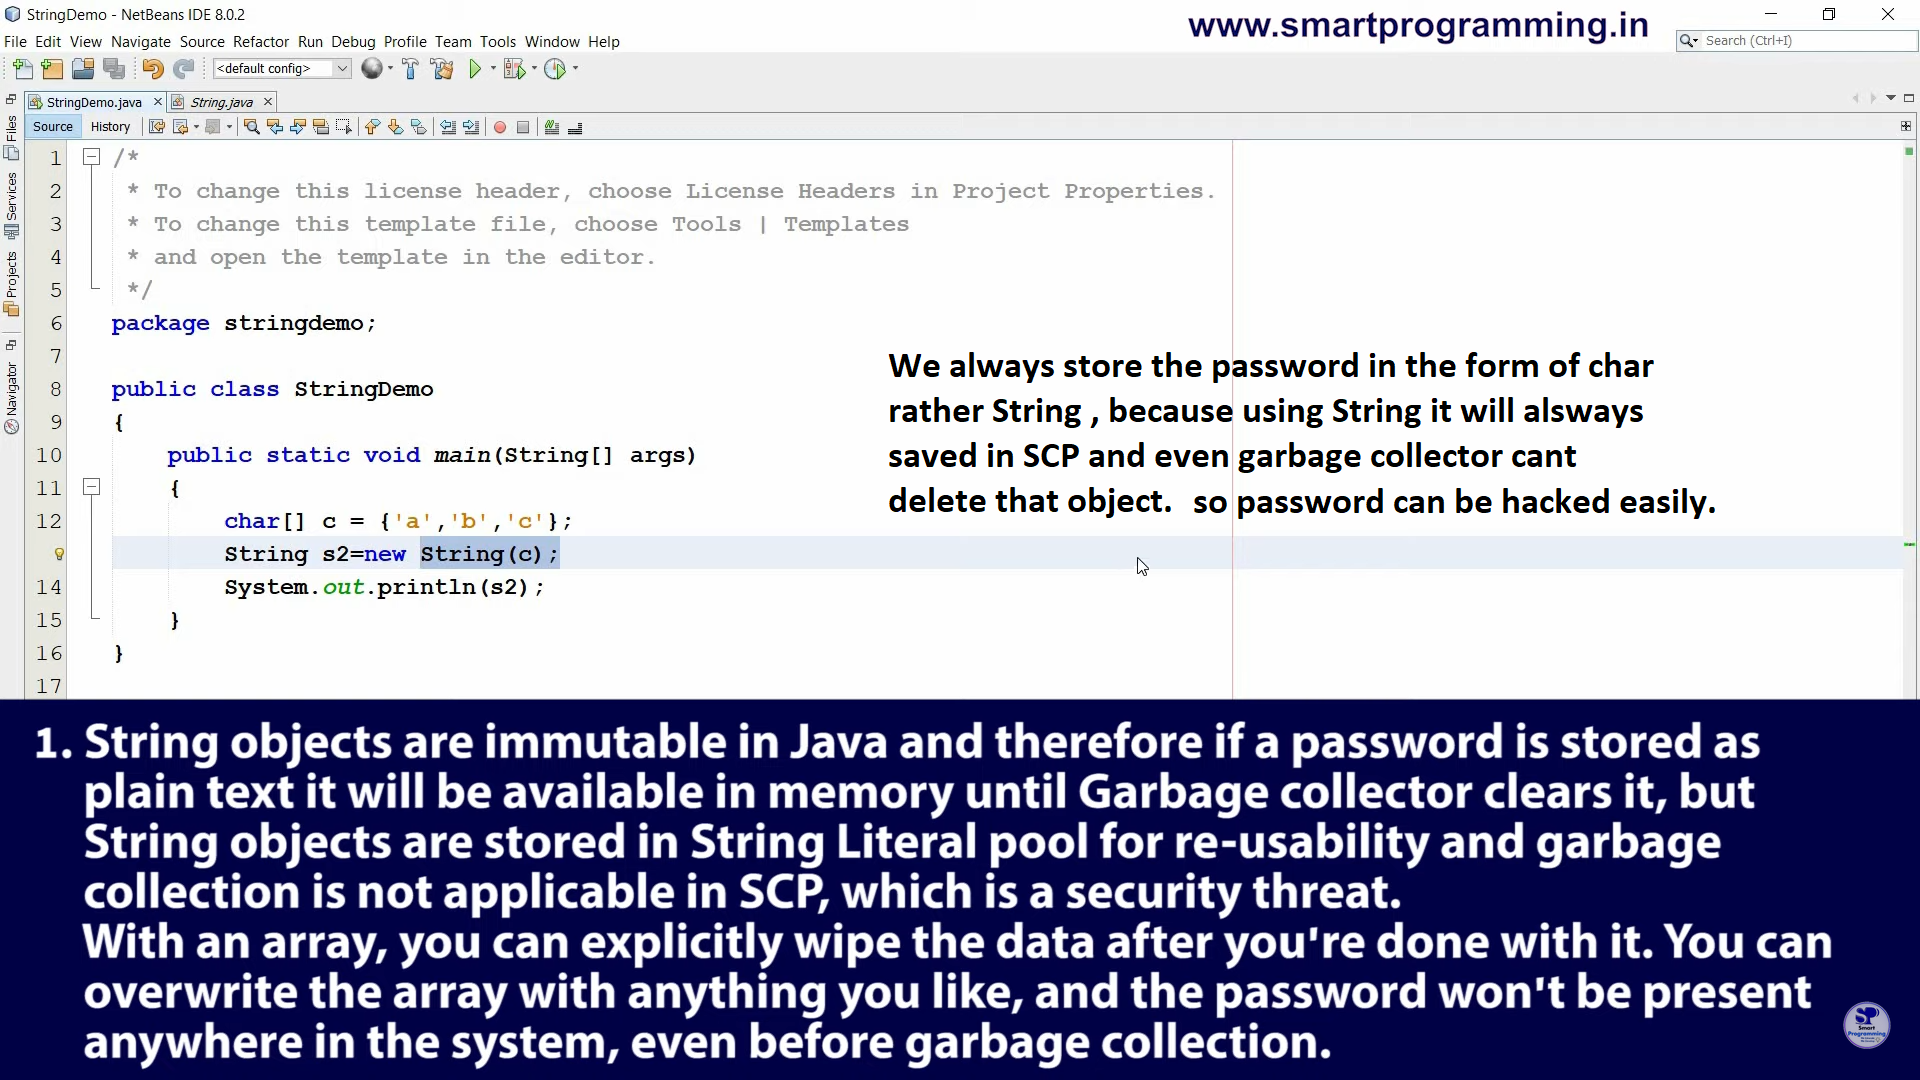 StringDemo - NetBeans IDE 8.0.2
www.smartprogramming.in
File Edit View Navigate Source Refactor Run Debug Profile Team Tools Window Help
Search (Ctrl+I)
<default config>
StringDemo.java
String.java
Source History
Files
Services
Projects
Navigator
1 /*
2 * To change this license header, choose License Headers in Project Properties.
3 * To change this template file, choose Tools | Templates
4 * and open the template in the editor.
5 */
6 package stringdemo;
7
8 public class StringDemo
9 {
10 public static void main(String[] args)
11 {
12 char[] c = {'a','b','c'};
String s2=new String(c);
14 System.out.println(s2);
15 }
16 }
17
We always store the password in the form of char
rather String , because using String it will alsways
saved in SCP and even garbage collector cant
delete that object. so password can be hacked easily.
1. String objects are immutable in Java and therefore if a password is stored as
plain text it will be available in memory until Garbage collector clears it, but
String objects are stored in String Literal pool for re-usability and garbage
collection is not applicable in SCP, which is a security threat.
With an array, you can explicitly wipe the data after you're done with it. You can
overwrite the array with anything you like, and the password won't be present
anywhere in the system, even before garbage collection.
SP
Smart
Programming